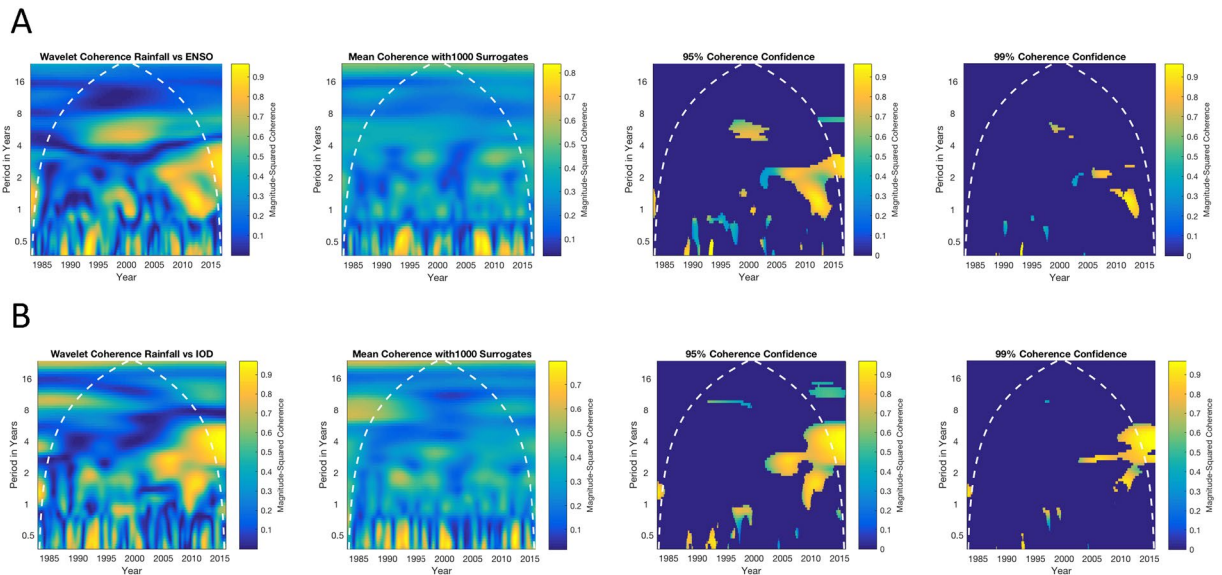 A
Wavelet Coherence Rainfall vs ENSO
Mean Coherence with1000 Surrogates
95% Coherence Confidence
99% Coherence Confidence
Period in Years
16
8
4
2
1
0.5
1985 1990 1995 2000 2005 2010 2015
Year
0.9
0.8
0.7
0.6
0.5
0.4
0.3
0.2
0.1
Magnitude-Squared Coherence
Period in Years
16
8
4
2
1
0.5
1985 1990 1995 2000 2005 2010 2015
Year
0.8
0.7
0.6
0.5
0.4
0.3
0.2
0.1
Magnitude-Squared Coherence
Period in Years
16
8
4
2
1
0.5
1985 1990 1995 2000 2005 2010 2015
Year
0.9
0.8
0.7
0.6
0.5
0.4
0.3
0.2
0.1
0
Magnitude-Squared Coherence
Period in Years
16
8
4
2
1
0.5
1985 1990 1995 2000 2005 2010 2015
Year
0.9
0.8
0.7
0.6
0.5
0.4
0.3
0.2
0.1
0
Magnitude-Squared Coherence
B
Wavelet Coherence Rainfall vs IOD
Mean Coherence with1000 Surrogates
95% Coherence Confidence
99% Coherence Confidence
Period in Years
16
8
4
2
1
0.5
1985 1990 1995 2000 2005 2010 2015
Year
0.9
0.8
0.7
0.6
0.5
0.4
0.3
0.2
0.1
Magnitude-Squared Coherence
Period in Years
16
8
4
2
1
0.5
1985 1990 1995 2000 2005 2010 2015
Year
0.7
0.6
0.5
0.4
0.3
0.2
0.1
Magnitude-Squared Coherence
Period in Years
16
8
4
2
1
0.5
1985 1990 1995 2000 2005 2010 2015
Year
0.9
0.8
0.7
0.6
0.5
0.4
0.3
0.2
0.1
0
Magnitude-Squared Coherence
Period in Years
16
8
4
2
1
0.5
1985 1990 1995 2000 2005 2010 2015
Year
0.9
0.8
0.7
0.6
0.5
0.4
0.3
0.2
0.1
0
Magnitude-Squared Coherence